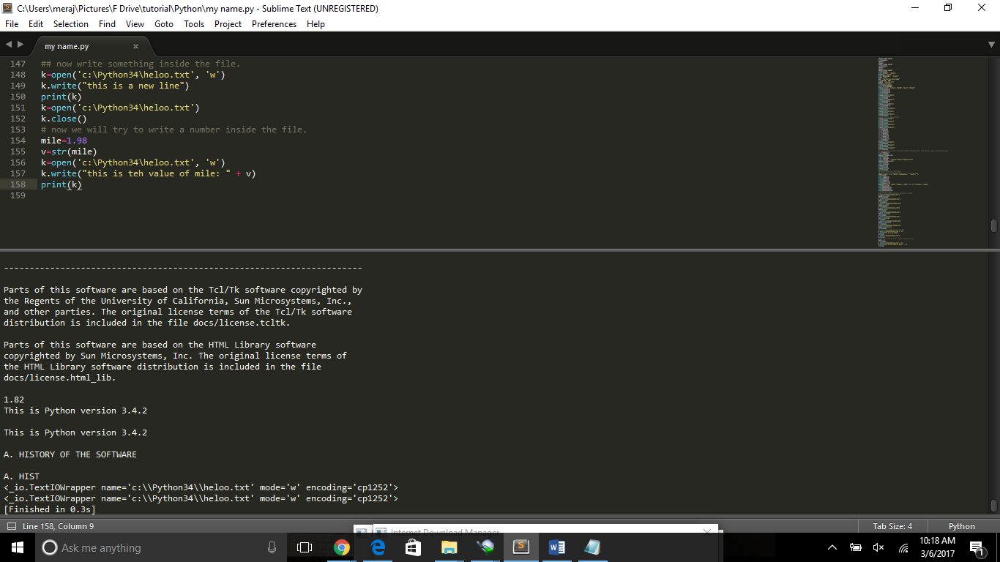 C:\Users\meraj\Pictures\F Drive\tutorial\Python\my name.py - Sublime Text (UNREGISTERED)
File Edit Selection Find View Goto Tools Project Preferences Help
my name.py
147 ## now write something inside the file.
148 k=open('c:\Python34\heloo.txt', 'w')
149 k.write("this is a new line")
150 print(k)
151 k=open('c:\Python34\heloo.txt')
152 k.close()
153 # now we will try to write a number inside the file.
154 mile=1.98
155 v=str(mile)
156 k=open('c:\Python34\heloo.txt', 'w')
157 k.write("this is teh value of mile: " + v)
158 print(k)
159
----------------------------------------------------------------------
Parts of this software are based on the Tcl/Tk software copyrighted by
the Regents of the University of California, Sun Microsystems, Inc.,
and other parties. The original license terms of the Tcl/Tk software
distribution is included in the file docs/license.tcltk.
Parts of this software are based on the HTML Library software
copyrighted by Sun Microsystems, Inc. The original license terms of
the HTML Library software distribution is included in the file
docs/license.html_lib.
1.82
This is Python version 3.4.2
This is Python version 3.4.2
A. HISTORY OF THE SOFTWARE
A. HIST
<_io.TextIOWrapper name='c:\\Python34\\heloo.txt' mode='w' encoding='cp1252'>
<_io.TextIOWrapper name='c:\\Python34\\heloo.txt' mode='w' encoding='cp1252'>
[Finished in 0.3s]
Line 158, Column 9
Tab Size: 4
Python
Internet Download Manager
Ask me anything
10:18 AM
3/6/2017
1